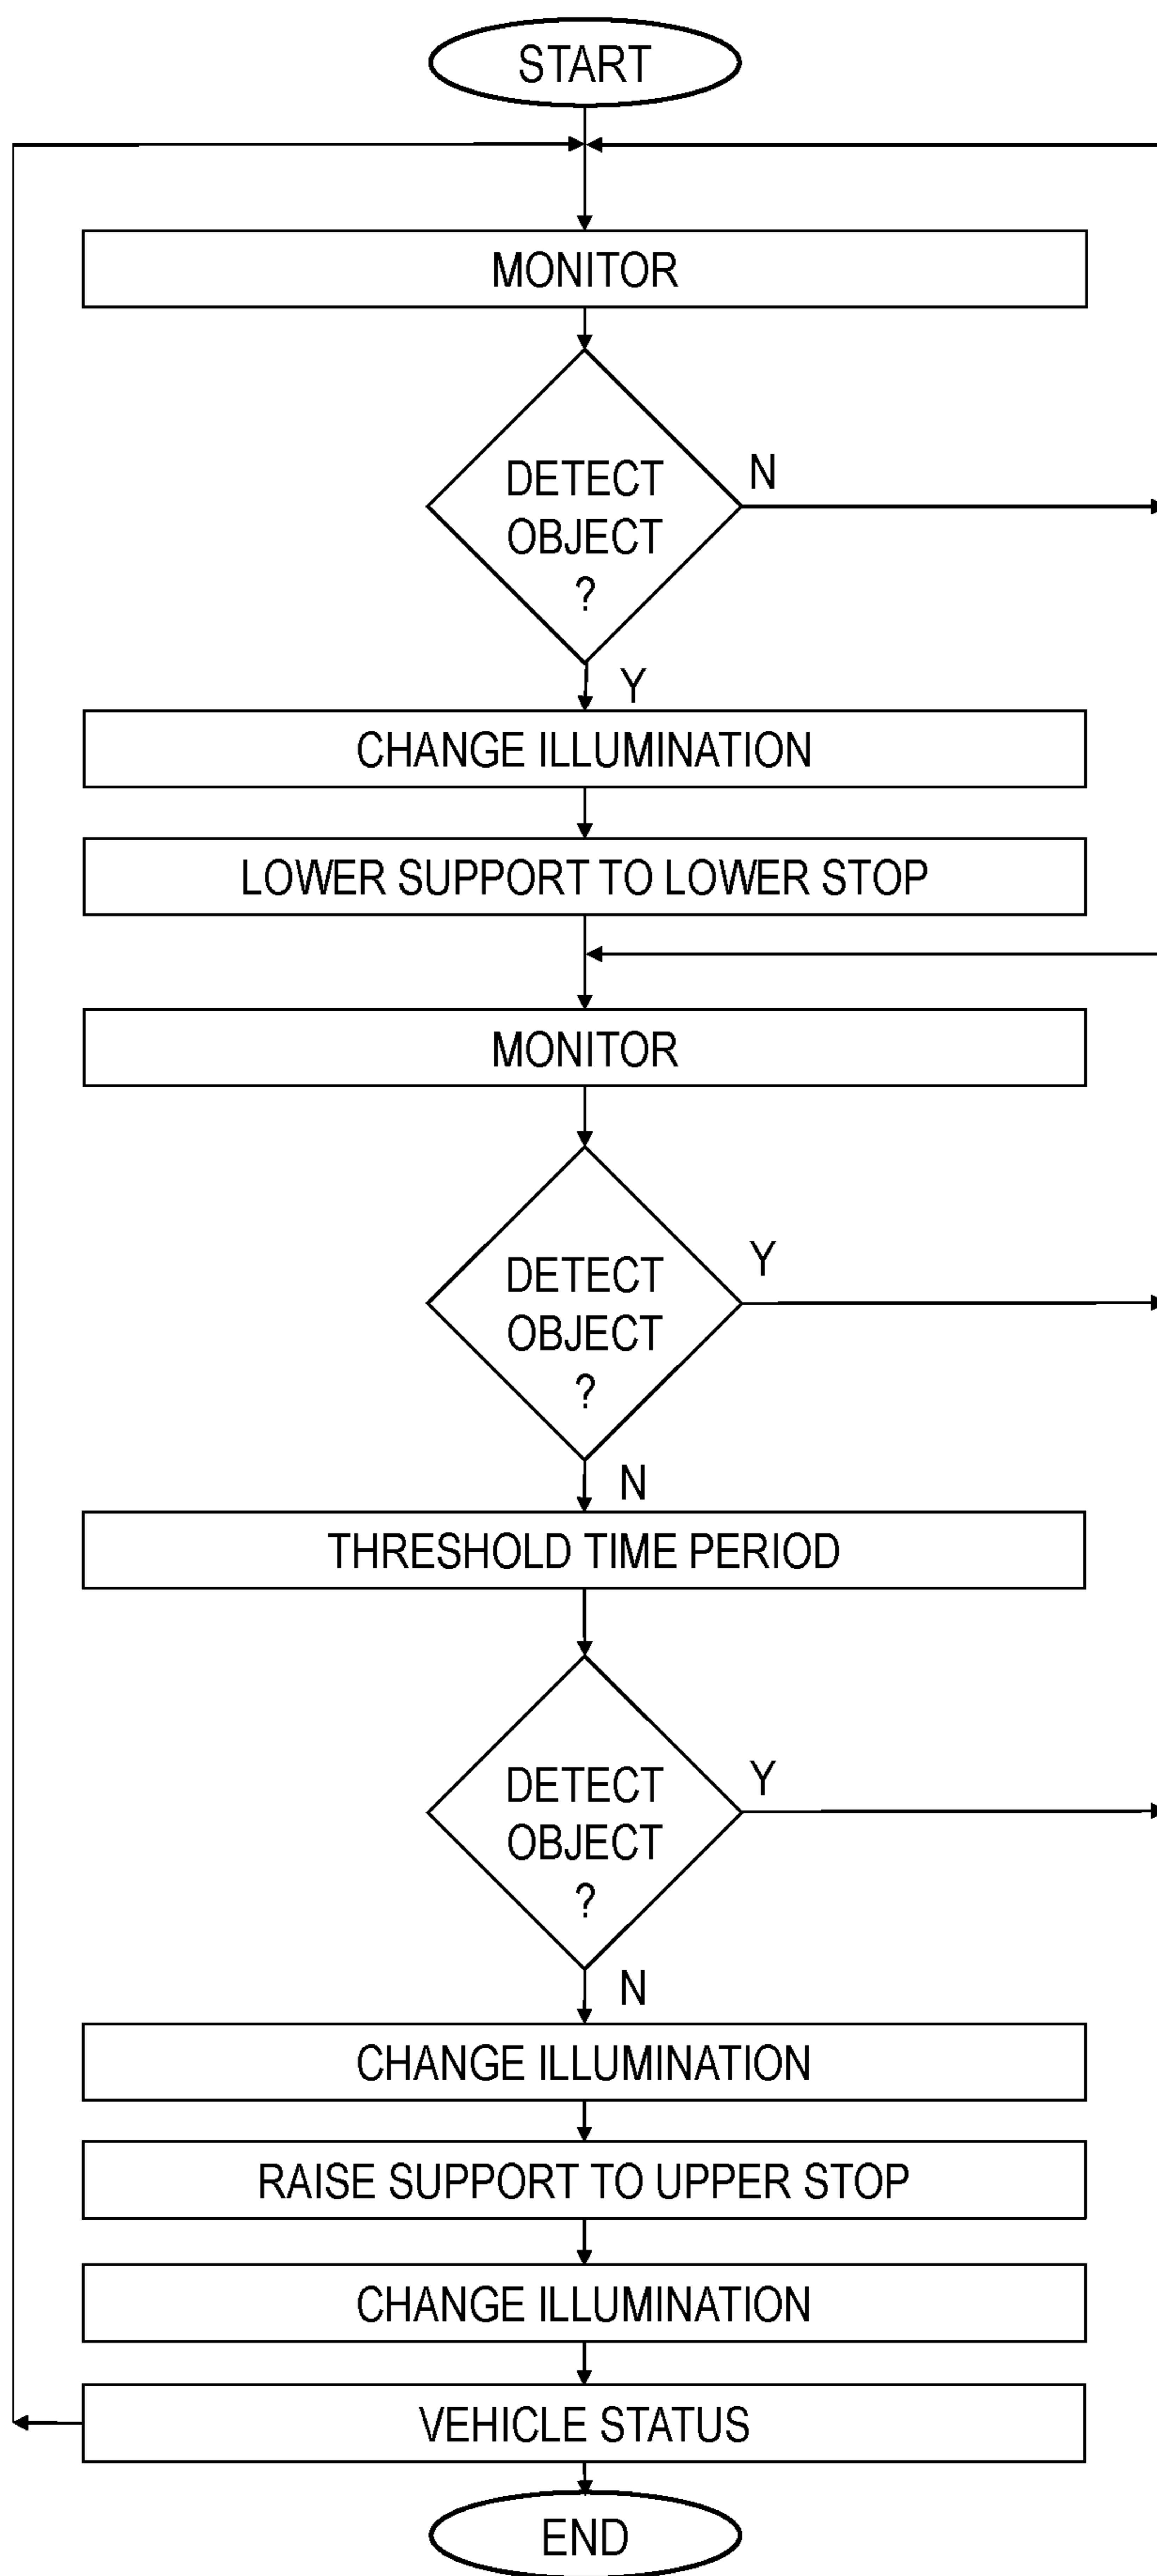 START
MONITOR
DETECT
OBJECT
?
N
Y
CHANGE ILLUMINATION
LOWER SUPPORT TO LOWER STOP
MONITOR
DETECT
OBJECT
?
Y
N
THRESHOLD TIME PERIOD
DETECT
OBJECT
?
Y
N
CHANGE ILLUMINATION
RAISE SUPPORT TO UPPER STOP
CHANGE ILLUMINATION
VEHICLE STATUS
END